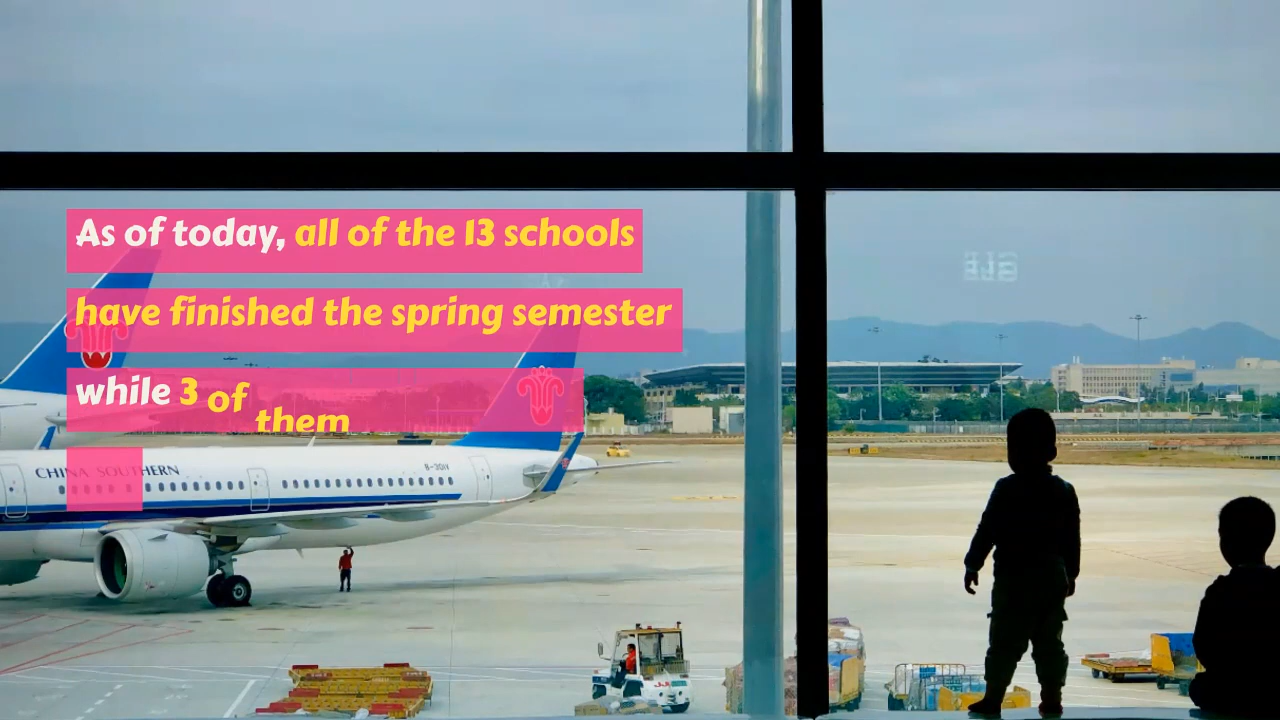 As of today, all of the 13 schools
have finished the spring semester
while 3 of them
CHINA SOUTHERN
B-301V